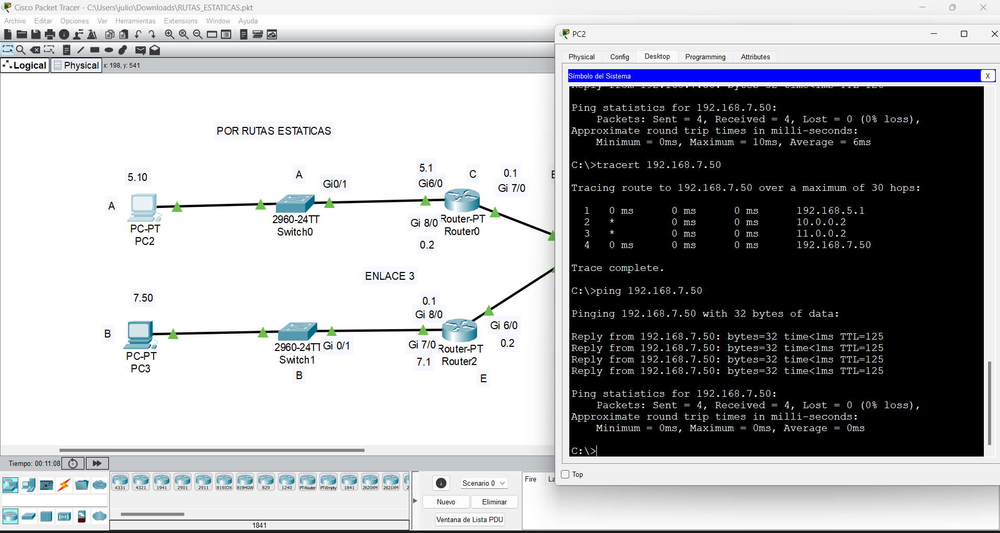 Cisco Packet Tracer - C:\Users\julio\Downloads\RUTAS_ESTATICAS.pkt
Archivo Editar Opciones Ver Herramientas Extensions Window Ayuda
Logical Physical x: 198, y: 541
POR RUTAS ESTATICAS
5.10
A
PC-PT
PC2
A
Gi0/1
2960-24TT
Switch0
5.1
Gi6/0
C
0.1
Gi 7/0
Gi 8/0
Router-PT
Router0
0.2
ENLACE 3
7.50
B
PC-PT
PC3
2960-24TT
Gi 0/1
Switch1
B
0.1
Gi 8/0
Gi 6/0
0.2
Gi 7/0
Router-PT
7.1
Router2
E
PC2
Physical Config Desktop Programming Attributes
Símbolo del Sistema X
Ping statistics for 192.168.7.50:
Packets: Sent = 4, Received = 4, Lost = 0 (0% loss),
Approximate round trip times in milli-seconds:
Minimum = 0ms, Maximum = 10ms, Average = 6ms
C:\>tracert 192.168.7.50
Tracing route to 192.168.7.50 over a maximum of 30 hops:
1 0 ms 0 ms 0 ms 192.168.5.1
2 * 0 ms 0 ms 10.0.0.2
3 * 0 ms 0 ms 11.0.0.2
4 0 ms 0 ms 0 ms 192.168.7.50
Trace complete.
C:\>ping 192.168.7.50
Pinging 192.168.7.50 with 32 bytes of data:
Reply from 192.168.7.50: bytes=32 time<1ms TTL=125
Reply from 192.168.7.50: bytes=32 time<1ms TTL=125
Reply from 192.168.7.50: bytes=32 time<1ms TTL=125
Reply from 192.168.7.50: bytes=32 time<1ms TTL=125
Ping statistics for 192.168.7.50:
Packets: Sent = 4, Received = 4, Lost = 0 (0% loss),
Approximate round trip times in milli-seconds:
Minimum = 0ms, Maximum = 0ms, Average = 0ms
C:\>
Top
Tiempo: 00:11:08
4331 4321 1941 2901 2911 819IOX 819HGW 829 1240 PT-Router PT-Empty 1841 2620XM 2621XM
1841
Scenario 0
Nuevo Eliminar
Ventana de Lista PDU
Fire